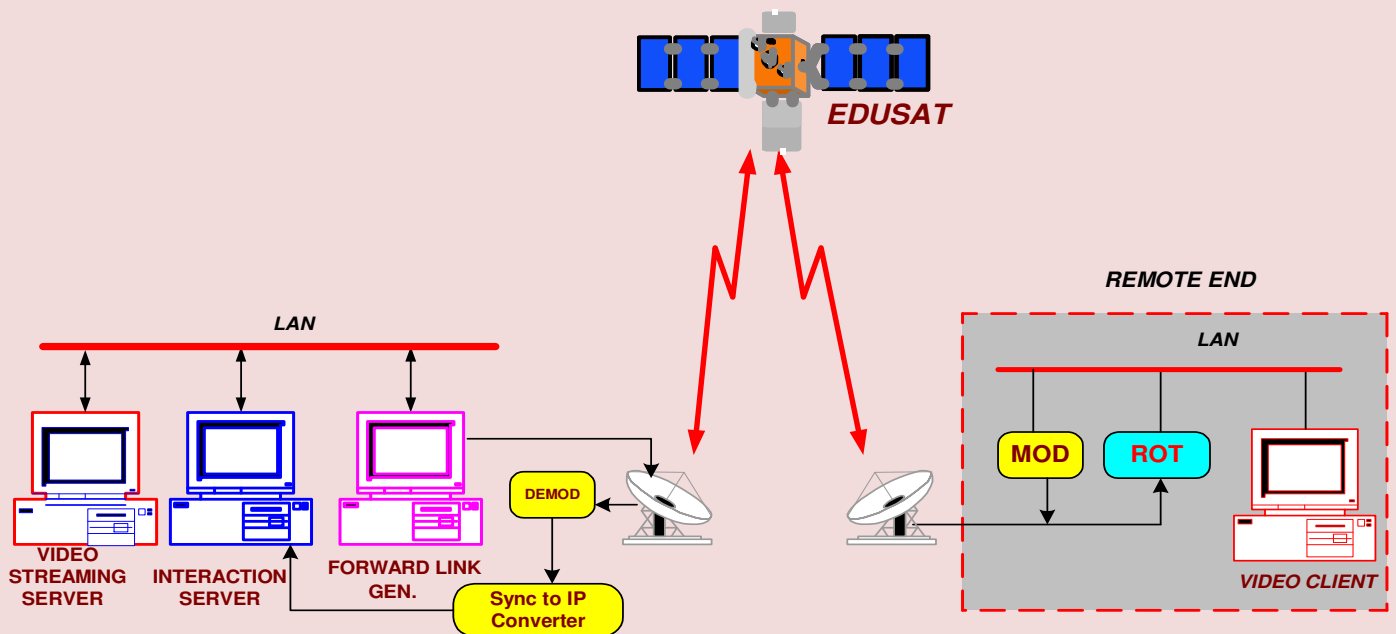 EDUSAT
REMOTE END
LAN
LAN
MOD
ROT
DEMOD
VIDEO
STREAMING
SERVER
INTERACTION
SERVER
FORWARD LINK
GEN.
Sync to IP
Converter
VIDEO CLIENT